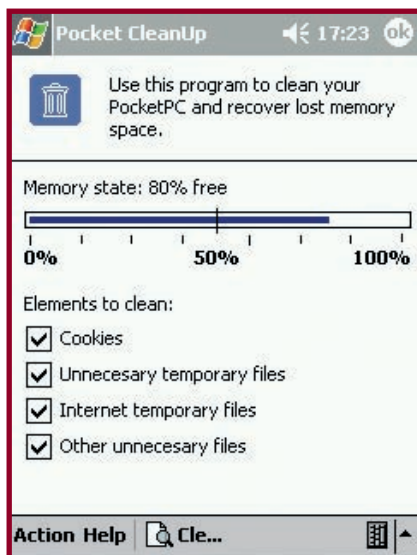 Pocket CleanUp 17:23 ok
Use this program to clean your
PocketPC and recover lost memory
space.
Memory state: 80% free
0% 50% 100%
Elements to clean:
Cookies
Unnecesary temporary files
Internet temporary files
Other unnecesary files
Action Help Cle...